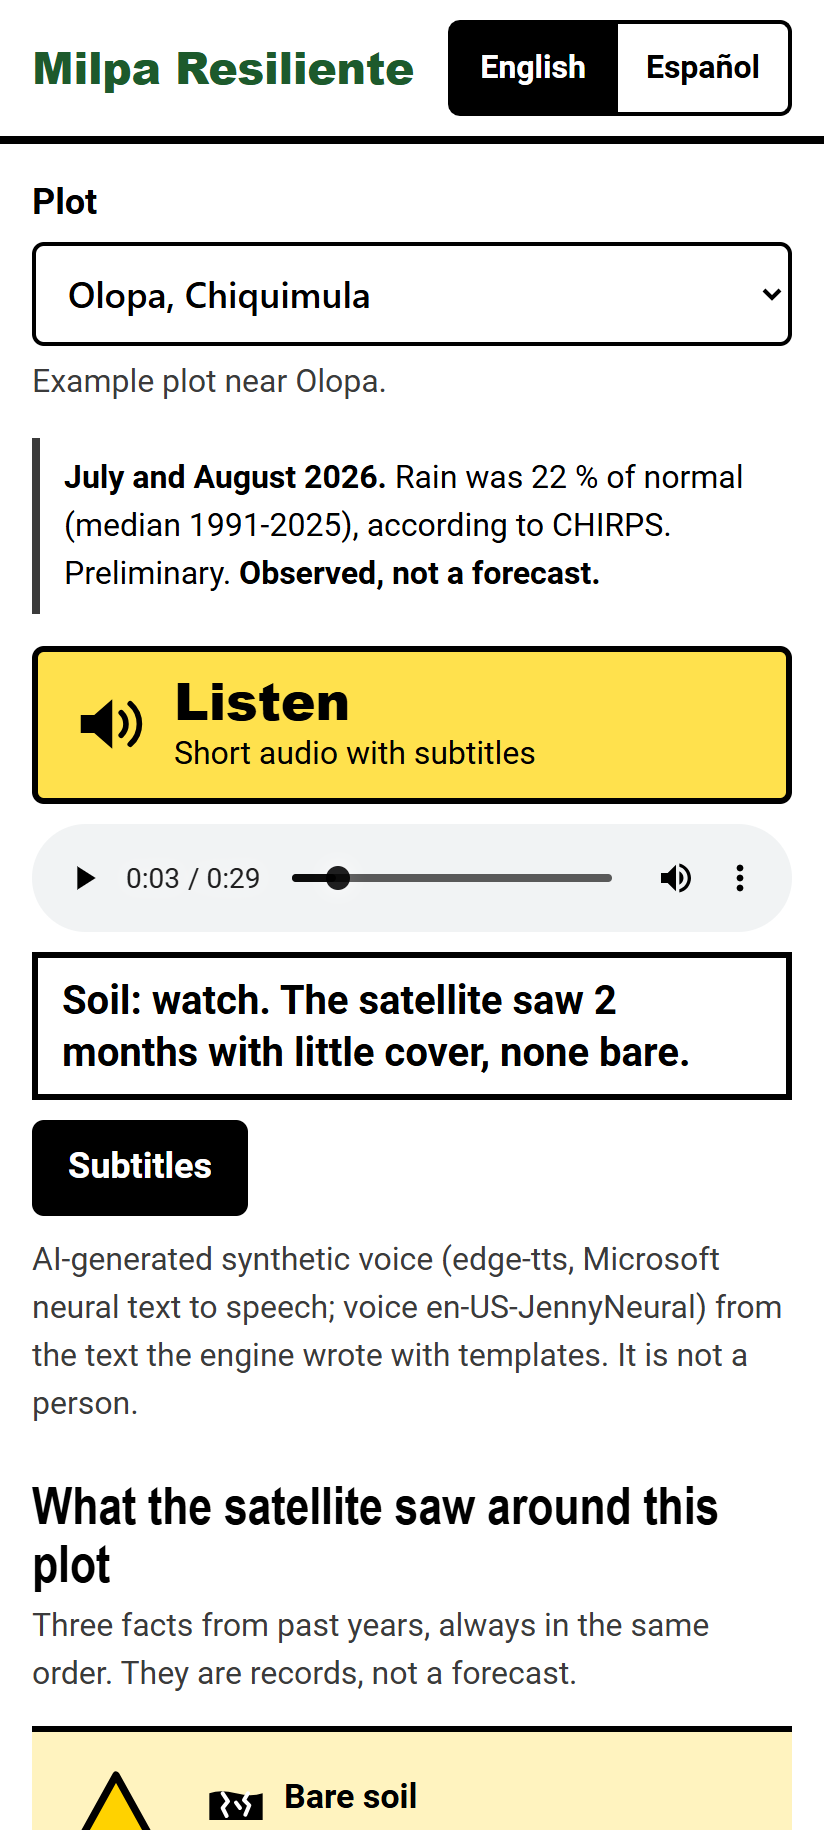 Milpa Resiliente
English
Español
Plot
Olopa, Chiquimula
Example plot near Olopa.
July and August 2026. Rain was 22 % of normal
(median 1991-2025), according to CHIRPS.
Preliminary. Observed, not a forecast.
Listen
Short audio with subtitles
0:03 / 0:29
Soil: watch. The satellite saw 2
months with little cover, none bare.
Subtitles
AI-generated synthetic voice (edge-tts, Microsoft
neural text to speech; voice en-US-JennyNeural) from
the text the engine wrote with templates. It is not a
person.
What the satellite saw around this
plot
Three facts from past years, always in the same
order. They are records, not a forecast.
Bare soil